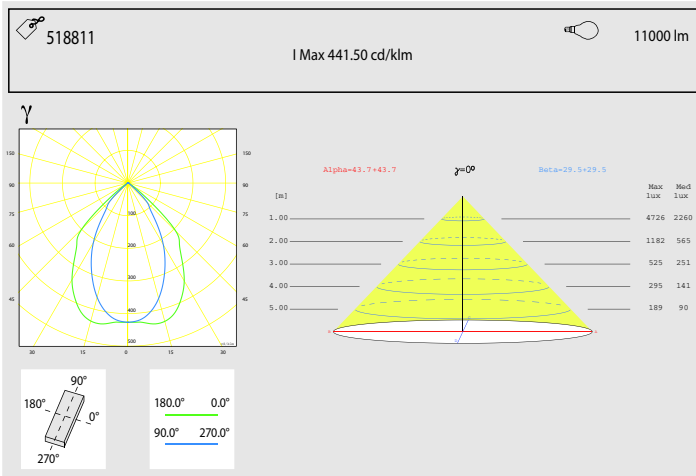 518811
I Max 441.50 cd/klm
11000 lm
γ
150 150
90 90
75 75
60 60
45 45
100
200
300
400
500
30 15 0 15 30
Alpha=43.7+43.7 γ=0° Beta=29.5+29.5
[m] Max lux Med lux
1.00 4726 2260
2.00 1182 565
3.00 525 251
4.00 295 141
5.00 189 90
90°
180° 0°
270°
180.0° 0.0°
90.0° 270.0°